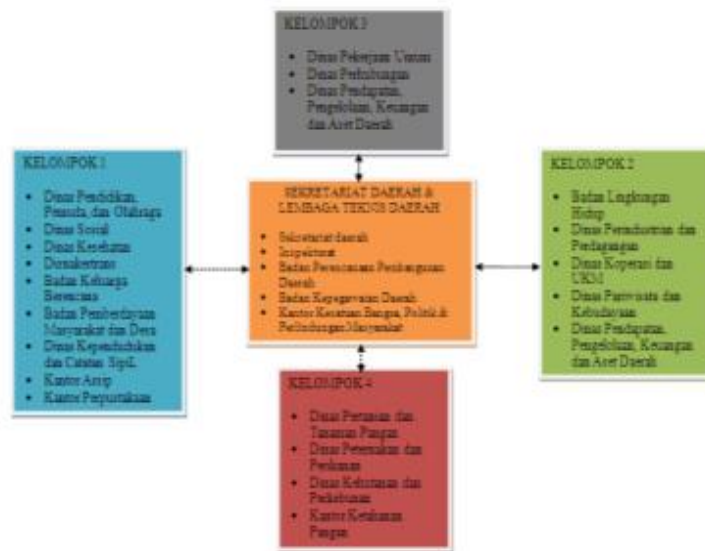 KELOMPOK 3
• Dinas Pekerjaan Umum
• Dinas Perhubungan
• Dinas Pendapatan,
Pengelolaan, Keuangan
dan Aset Daerah
KELOMPOK 1
• Dinas Pendidikan,
Pemuda, dan Olahraga
• Dinas Sosial
• Dinas Kesehatan
• Disnakertrans
• Badan Keluarga
Berencana
• Badan Pemberdayaan
Masyarakat dan Desa
• Dinas Kependudukan
dan Catatan Sipil
• Kantor Arsip
• Kantor Perpustakaan
SEKRETARIAT DAERAH &
LEMBAGA TEKNIS DAERAH
• Sekretariat daerah
• Inspektorat
• Badan Perencanaan Pembangunan
Daerah
• Badan Kepegawaian Daerah
• Kantor Kesatuan Bangsa, Politik &
Perlindungan Masyarakat
KELOMPOK 2
• Badan Lingkungan
Hidup
• Dinas Perindustrian dan
Perdagangan
• Dinas Koperasi dan
UKM
• Dinas Pariwisata dan
Kebudayaan
• Dinas Pendapatan,
Pengelolaan, Keuangan
dan Aset Daerah
KELOMPOK 4
• Dinas Pertanian dan
Tanaman Pangan
• Dinas Peternakan dan
Perikanan
• Dinas Kehutanan dan
Perkebunan
• Kantor Ketahanan
Pangan